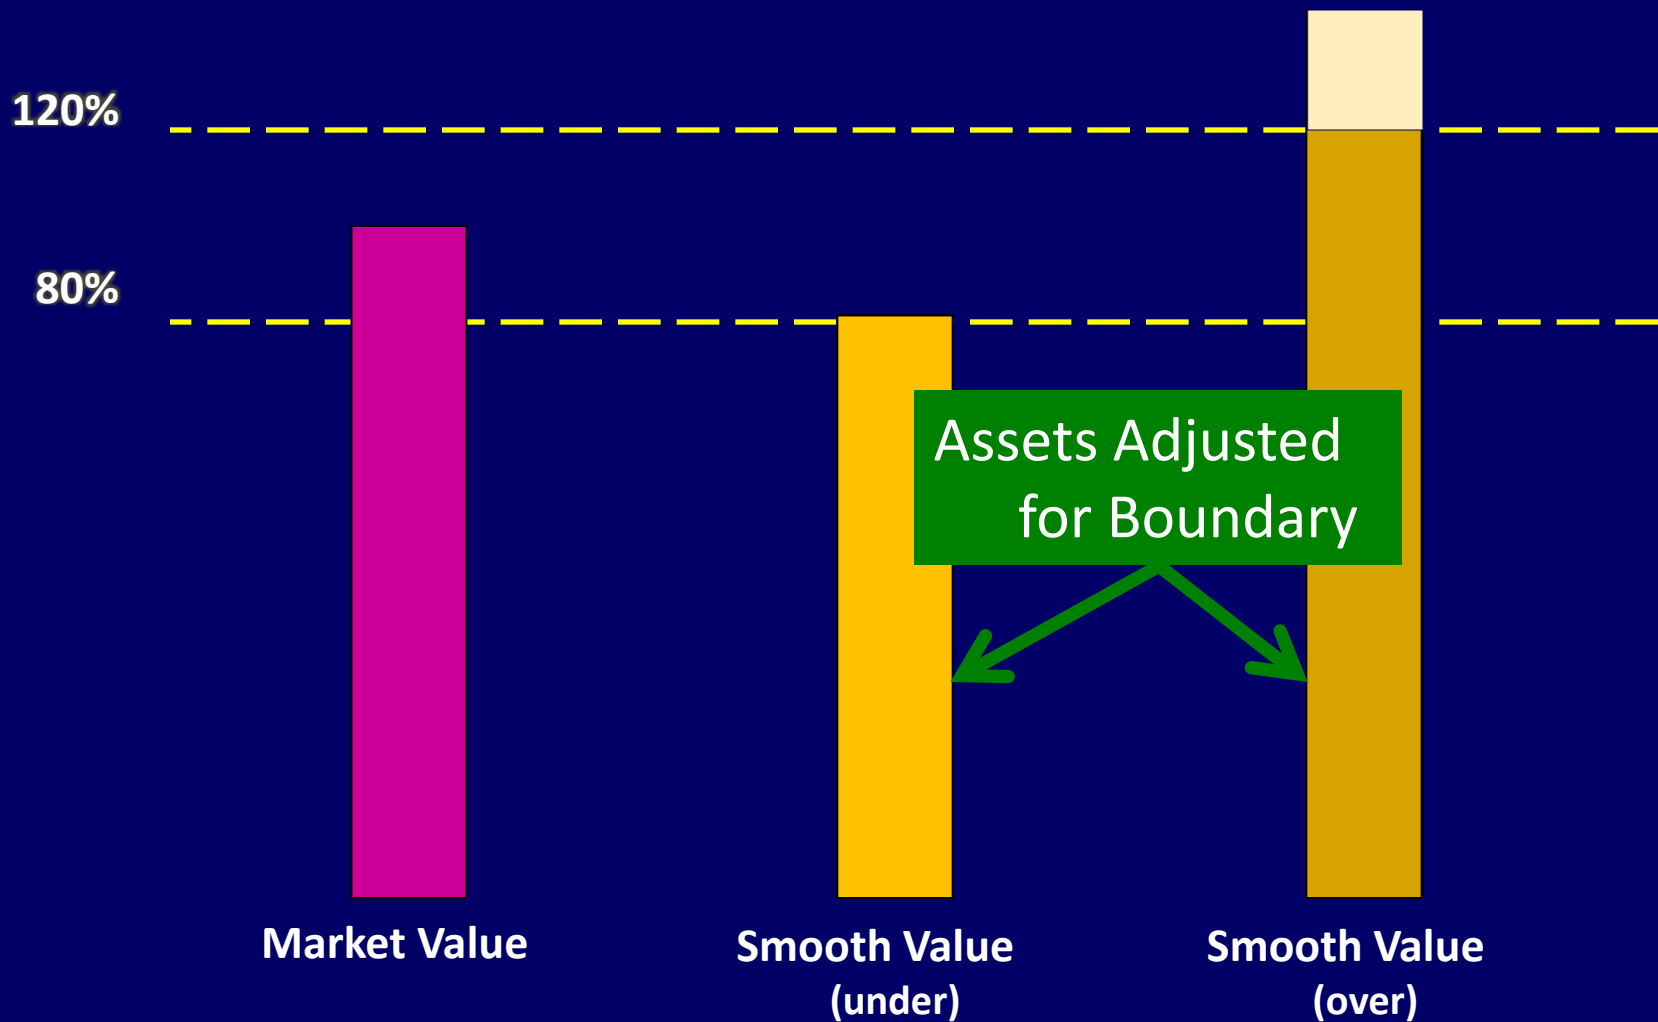 120%
80%
Assets Adjusted
for Boundary
Market Value
Smooth Value
(under)
Smooth Value
(over)